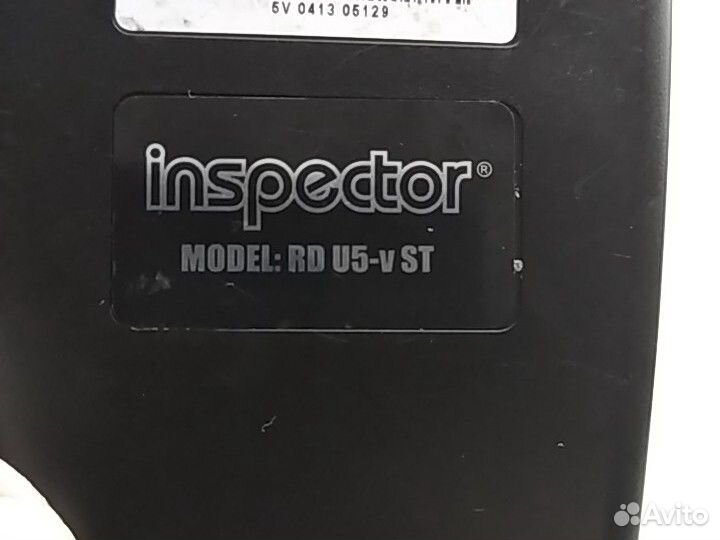 5V 0413 05129
inspector®
MODEL: RD U5-v ST
Avito